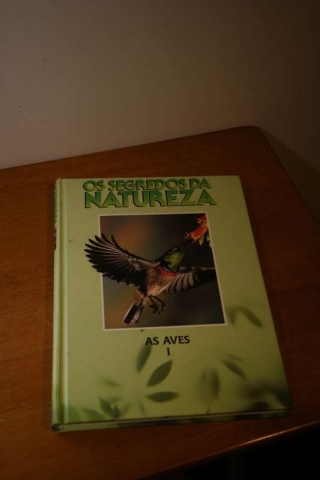 OS SEGREDOS DA
NATUREZA
AS AVES
1